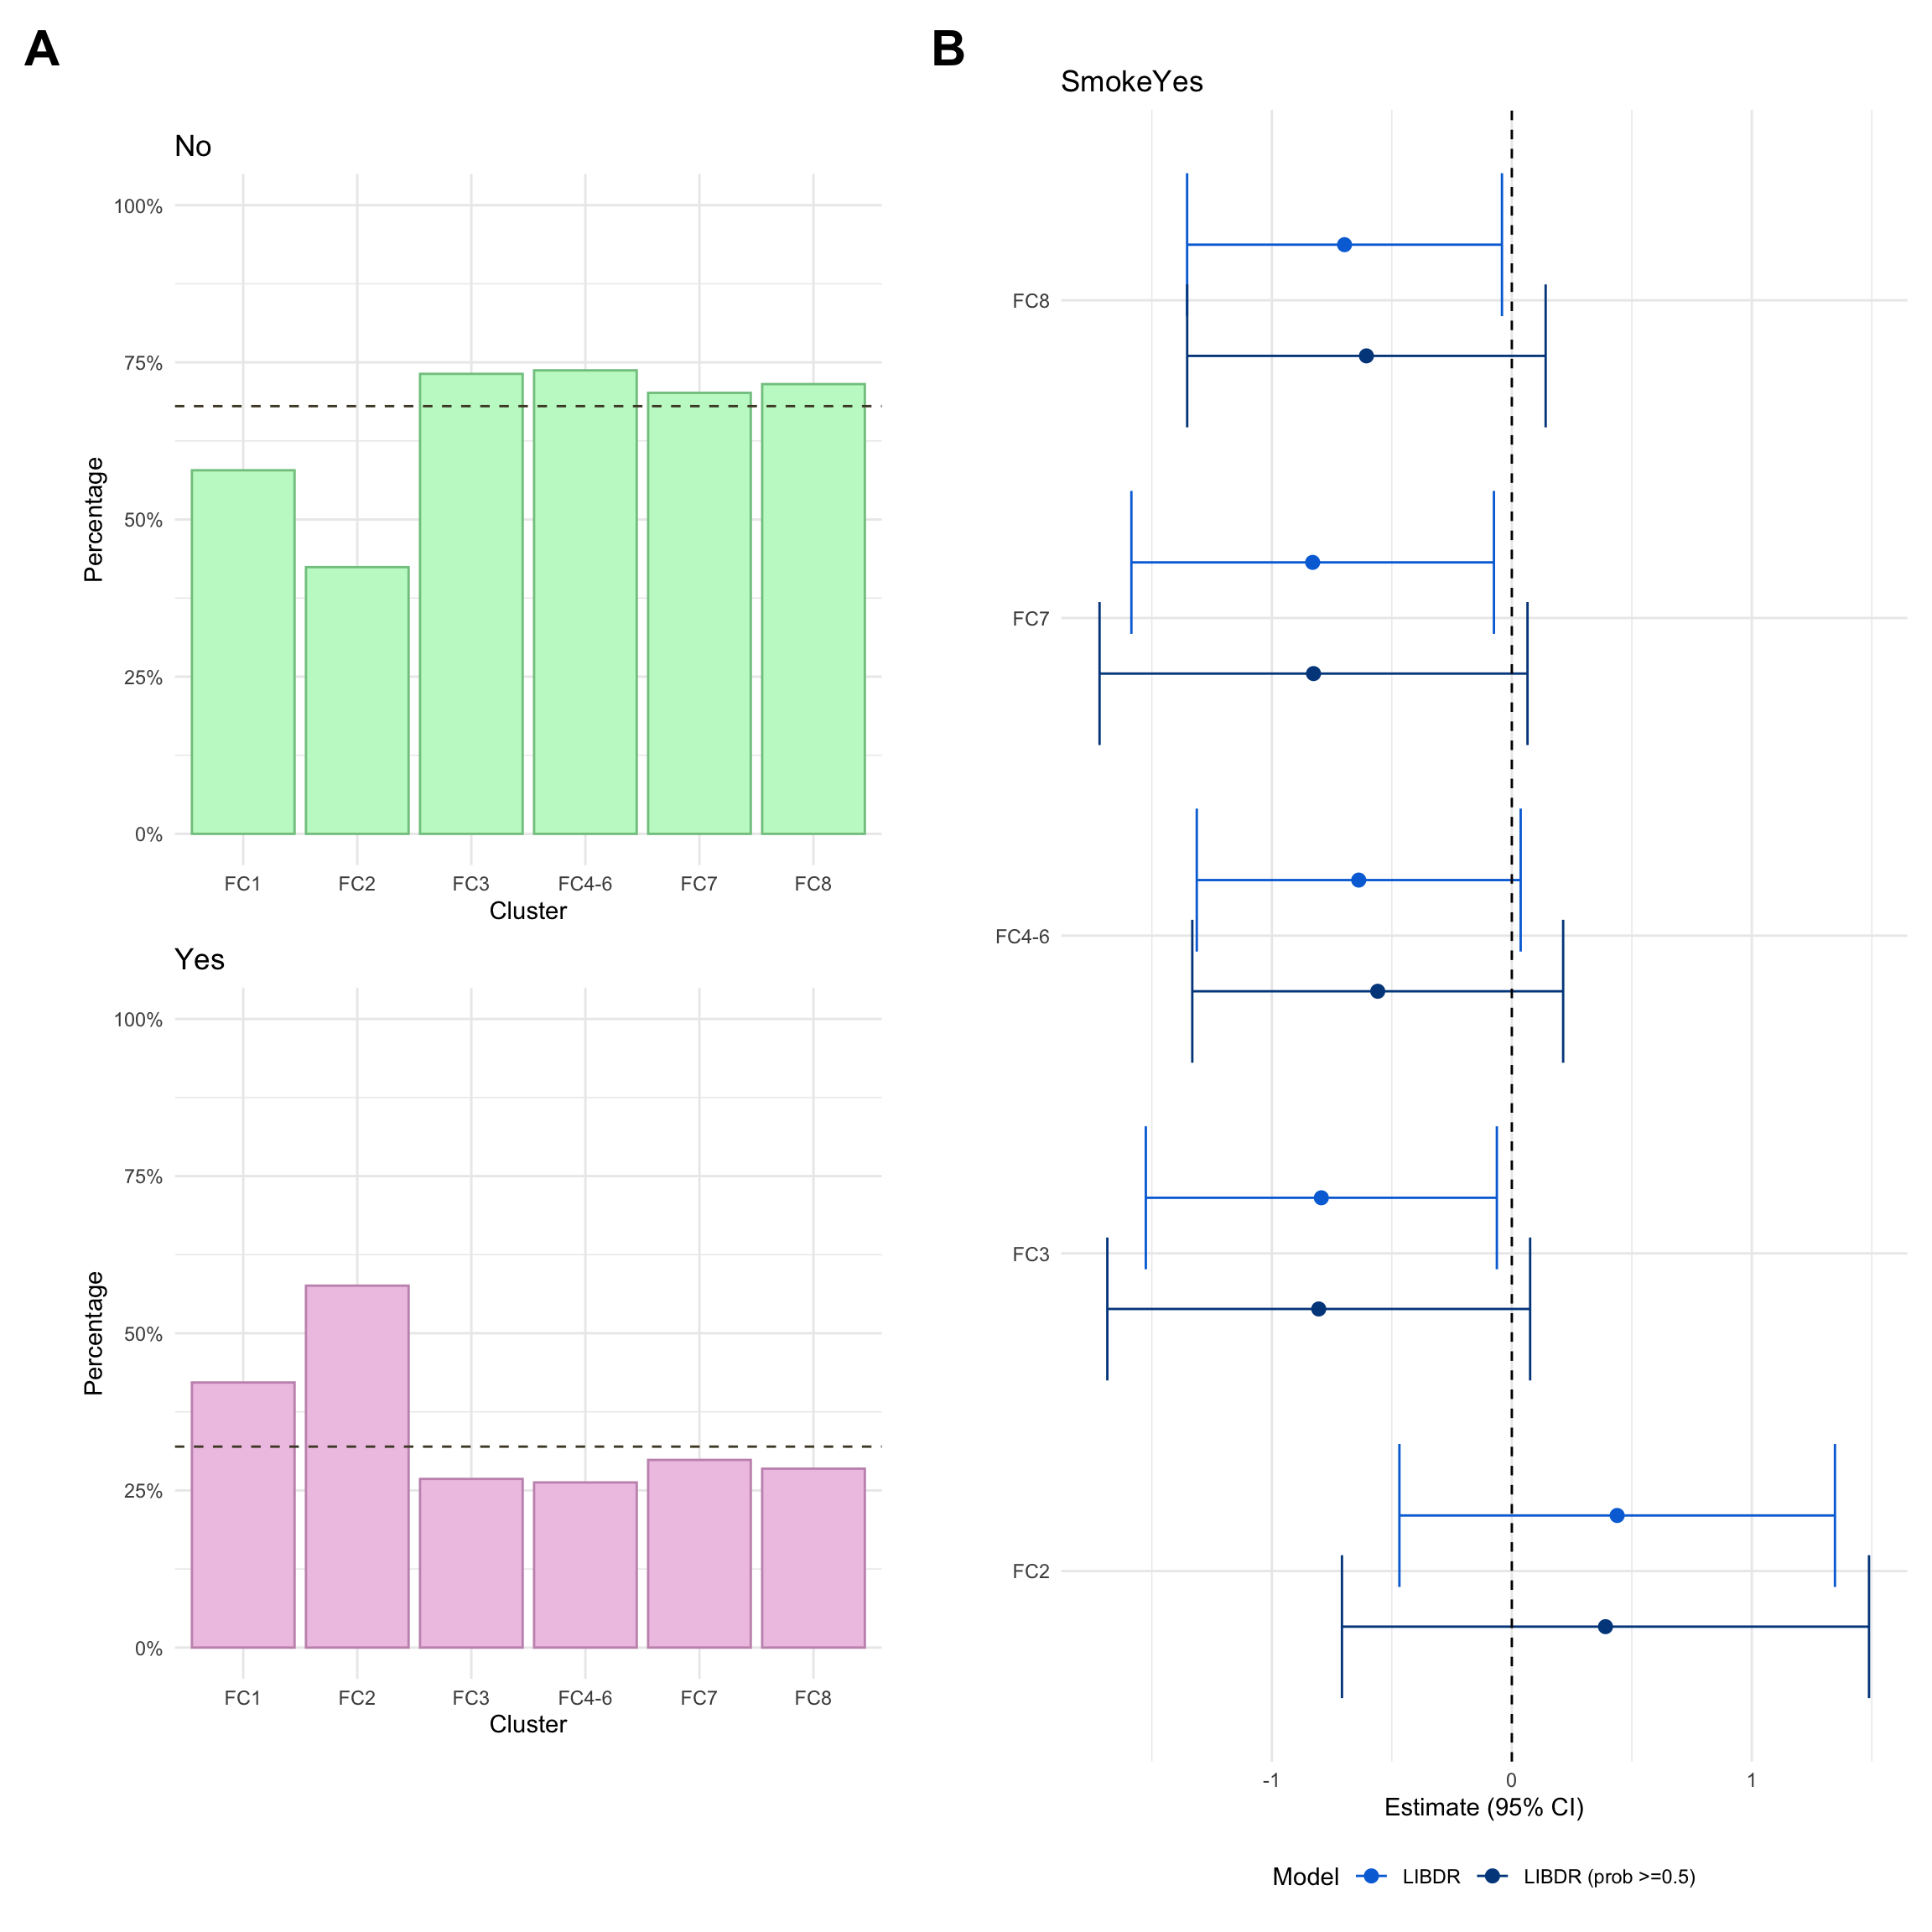 A
No
100%
75%
50%
25%
0%
Percentage
FC1 FC2 FC3 FC4-6 FC7 FC8
Cluster
Yes
100%
75%
50%
25%
0%
Percentage
FC1 FC2 FC3 FC4-6 FC7 FC8
Cluster
B
SmokeYes
FC8
FC7
FC4-6
FC3
FC2
-1 0 1
Estimate (95% CI)
Model LIBDR LIBDR (prob >=0.5)